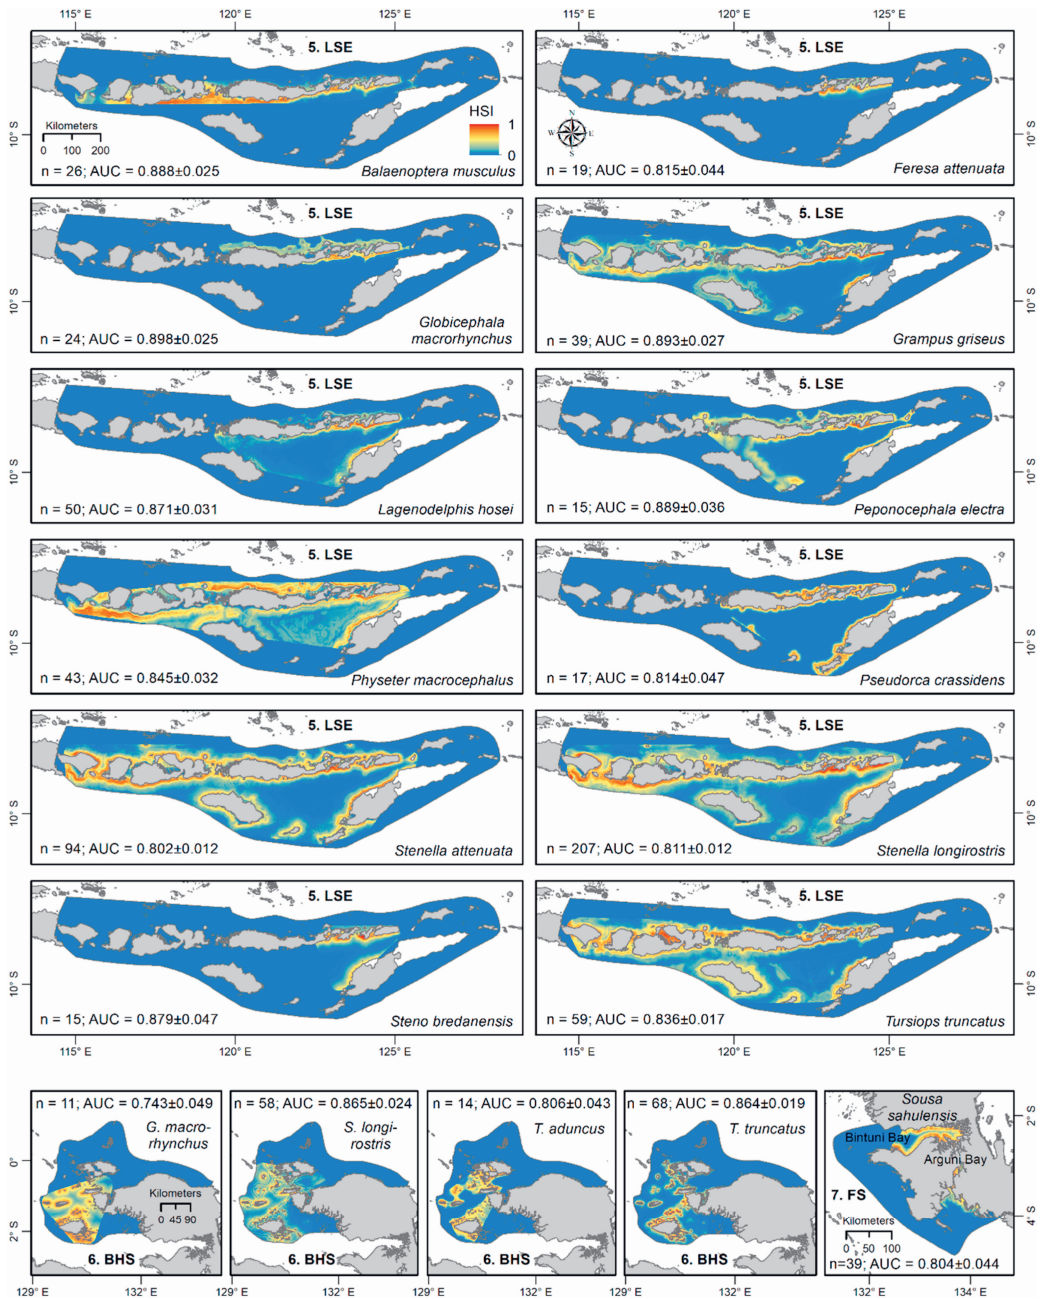 115° E 120° E 125° E 115° E 120° E 125° E
5. LSE
HSI
1
0
Kilometers
0 100 200
10° S
n = 26; AUC = 0.888±0.025
Balaenoptera musculus
5. LSE
N
W E
S
10° S
n = 19; AUC = 0.815±0.044
Feresa attenuata
5. LSE
10° S
Globicephala
macrorhynchus
n = 24; AUC = 0.898±0.025
5. LSE
10° S
n = 39; AUC = 0.893±0.027
Grampus griseus
5. LSE
10° S
n = 50; AUC = 0.871±0.031
Lagenodelphis hosei
5. LSE
10° S
n = 15; AUC = 0.889±0.036
Peponocephala electra
5. LSE
10° S
n = 43; AUC = 0.845±0.032
Physeter macrocephalus
5. LSE
10° S
n = 17; AUC = 0.814±0.047
Pseudorca crassidens
5. LSE
10° S
n = 94; AUC = 0.802±0.012
Stenella attenuata
5. LSE
10° S
n = 207; AUC = 0.811±0.012
Stenella longirostris
5. LSE
10° S
n = 15; AUC = 0.879±0.047
Steno bredanensis
5. LSE
10° S
n = 59; AUC = 0.836±0.017
Tursiops truncatus
115° E 120° E 125° E 115° E 120° E 125° E
n = 11; AUC = 0.743±0.049
G. macro-
rhynchus
0°
Kilometers
0 45 90
2° S
6. BHS
129° E 132° E
n = 58; AUC = 0.865±0.024
S. longi-
rostris
6. BHS
129° E 132° E
n = 14; AUC = 0.806±0.043
T. aduncus
6. BHS
129° E 132° E
n = 68; AUC = 0.864±0.019
T. truncatus
6. BHS
129° E 132° E
Sousa
sahulensis
2° S
Bintuni Bay
Arguni Bay
7. FS
4° S
Kilometers
0 50 100
n=39; AUC = 0.804±0.044
132° E 134° E